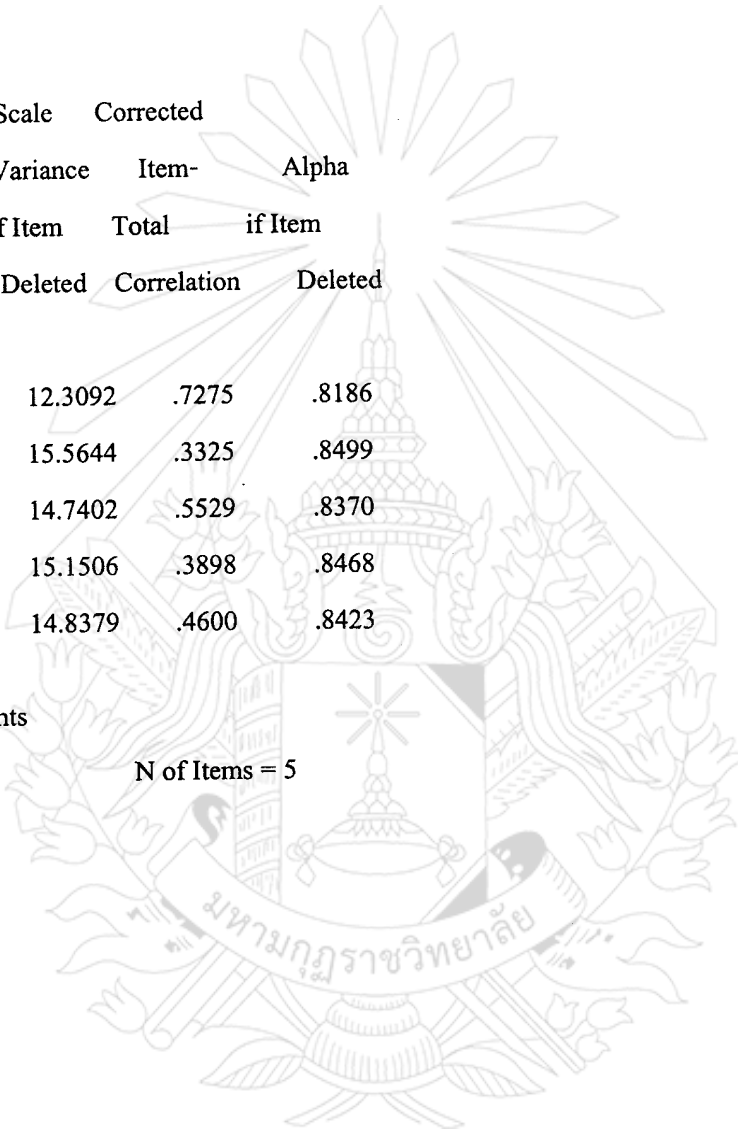 Scale Corrected
Variance Item- Alpha
f Item Total if Item
Deleted Correlation Deleted
12.3092 .7275 .8186
15.5644 .3325 .8499
14.7402 .5529 .8370
15.1506 .3898 .8468
14.8379 .4600 .8423
nts
N of Items = 5
มหามกุฏราชวิทยาลัย